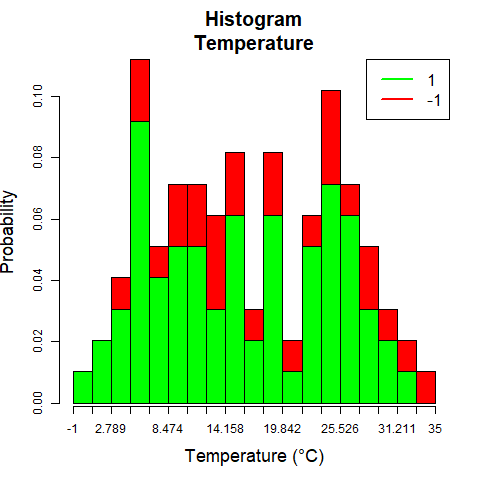 Histogram
Temperature
1
-1
Probability
0.10
0.08
0.06
0.04
0.02
0.00
-1 2.789 8.474 14.158 19.842 25.526 31.211 35
Temperature (°C)